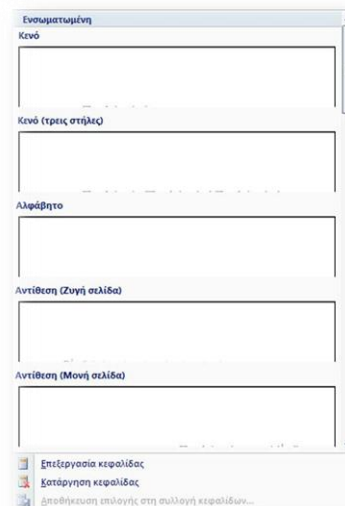 Ενσωματωμένη
Κενό
Κενό (τρεις στήλες)
Αλφάβητο
Αντίθεση (Ζυγή σελίδα)
Αντίθεση (Μονή σελίδα)
Επεξεργασία κεφαλίδας
Κατάργηση κεφαλίδας
Αποθήκευση επιλογής στη συλλογή κεφαλίδων...